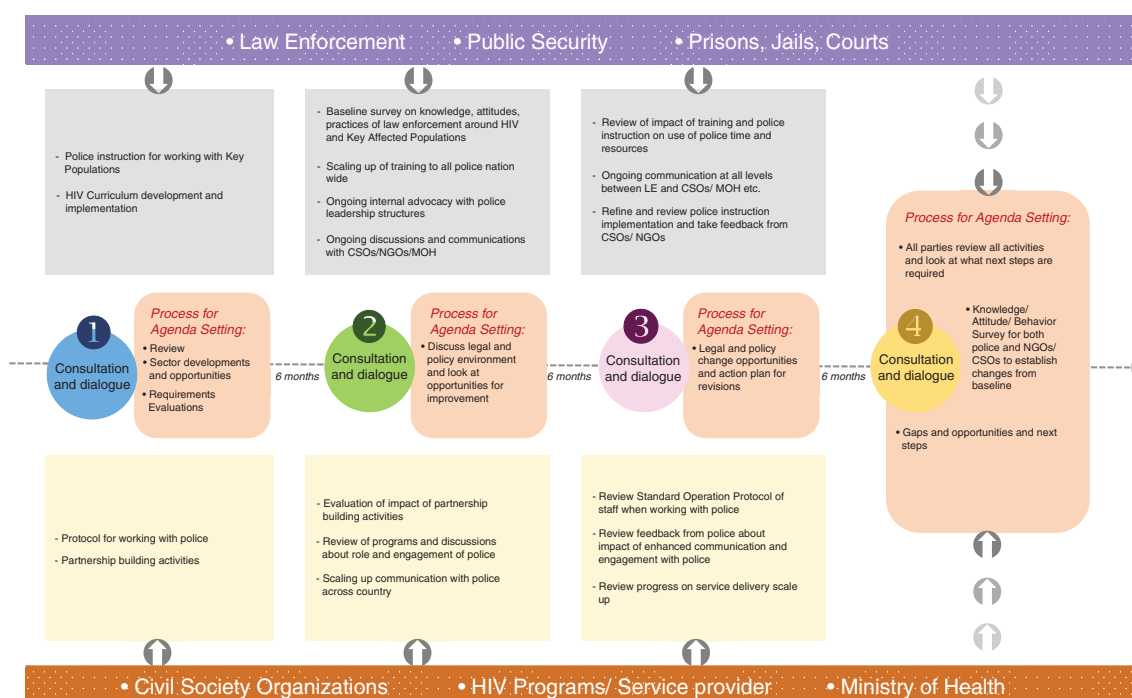 • Law Enforcement • Public Security • Prisons, Jails, Courts
- Police instruction for working with Key
Populations
- HIV Curriculum development and
implementation
- Baseline survey on knowledge, attitudes,
practices of law enforcement around HIV
and Key Affected Populations
- Scaling up of training to all police nation
wide
- Ongoing internal advocacy with police
leadership structures
- Ongoing discussions and communications
with CSOs/NGOs/MOH
- Review of impact of training and police
instruction on use of police time and
resources
- Ongoing communication at all levels
between LE and CSOs/ MOH etc.
- Refine and review police instruction
implementation and take feedback from
CSOs/ NGOs
1
Consultation
and dialogue
Process for
Agenda Setting:
• Review
• Sector developments
and opportunities
• Requirements
Evaluations
6 months
2
Consultation
and dialogue
Process for
Agenda Setting:
• Discuss legal and
policy environment
and look at
opportunities for
improvement
6 months
3
Consultation
and dialogue
Process for
Agenda Setting:
• Legal and policy
change opportunities
and action plan for
revisions
6 months
4
Consultation
and dialogue
Process for Agenda Setting:
• All parties review all activities
and look at what next steps are
required
• Knowledge/
Attitude/ Behavior
Survey for both
police and NGOs/
CSOs to establish
changes from
baseline
• Gaps and opportunities and next
steps
- Protocol for working with police
- Partnership building activities
- Evaluation of impact of partnership
building activities
- Review of programs and discussions
about role and engagement of police
- Scaling up communication with police
across country
- Review Standard Operation Protocol of
staff when working with police
- Review feedback from police about
impact of enhanced communication and
engagement with police
- Review progress on service delivery scale
up
• Civil Society Organizations • HIV Programs/ Service provider • Ministry of Health